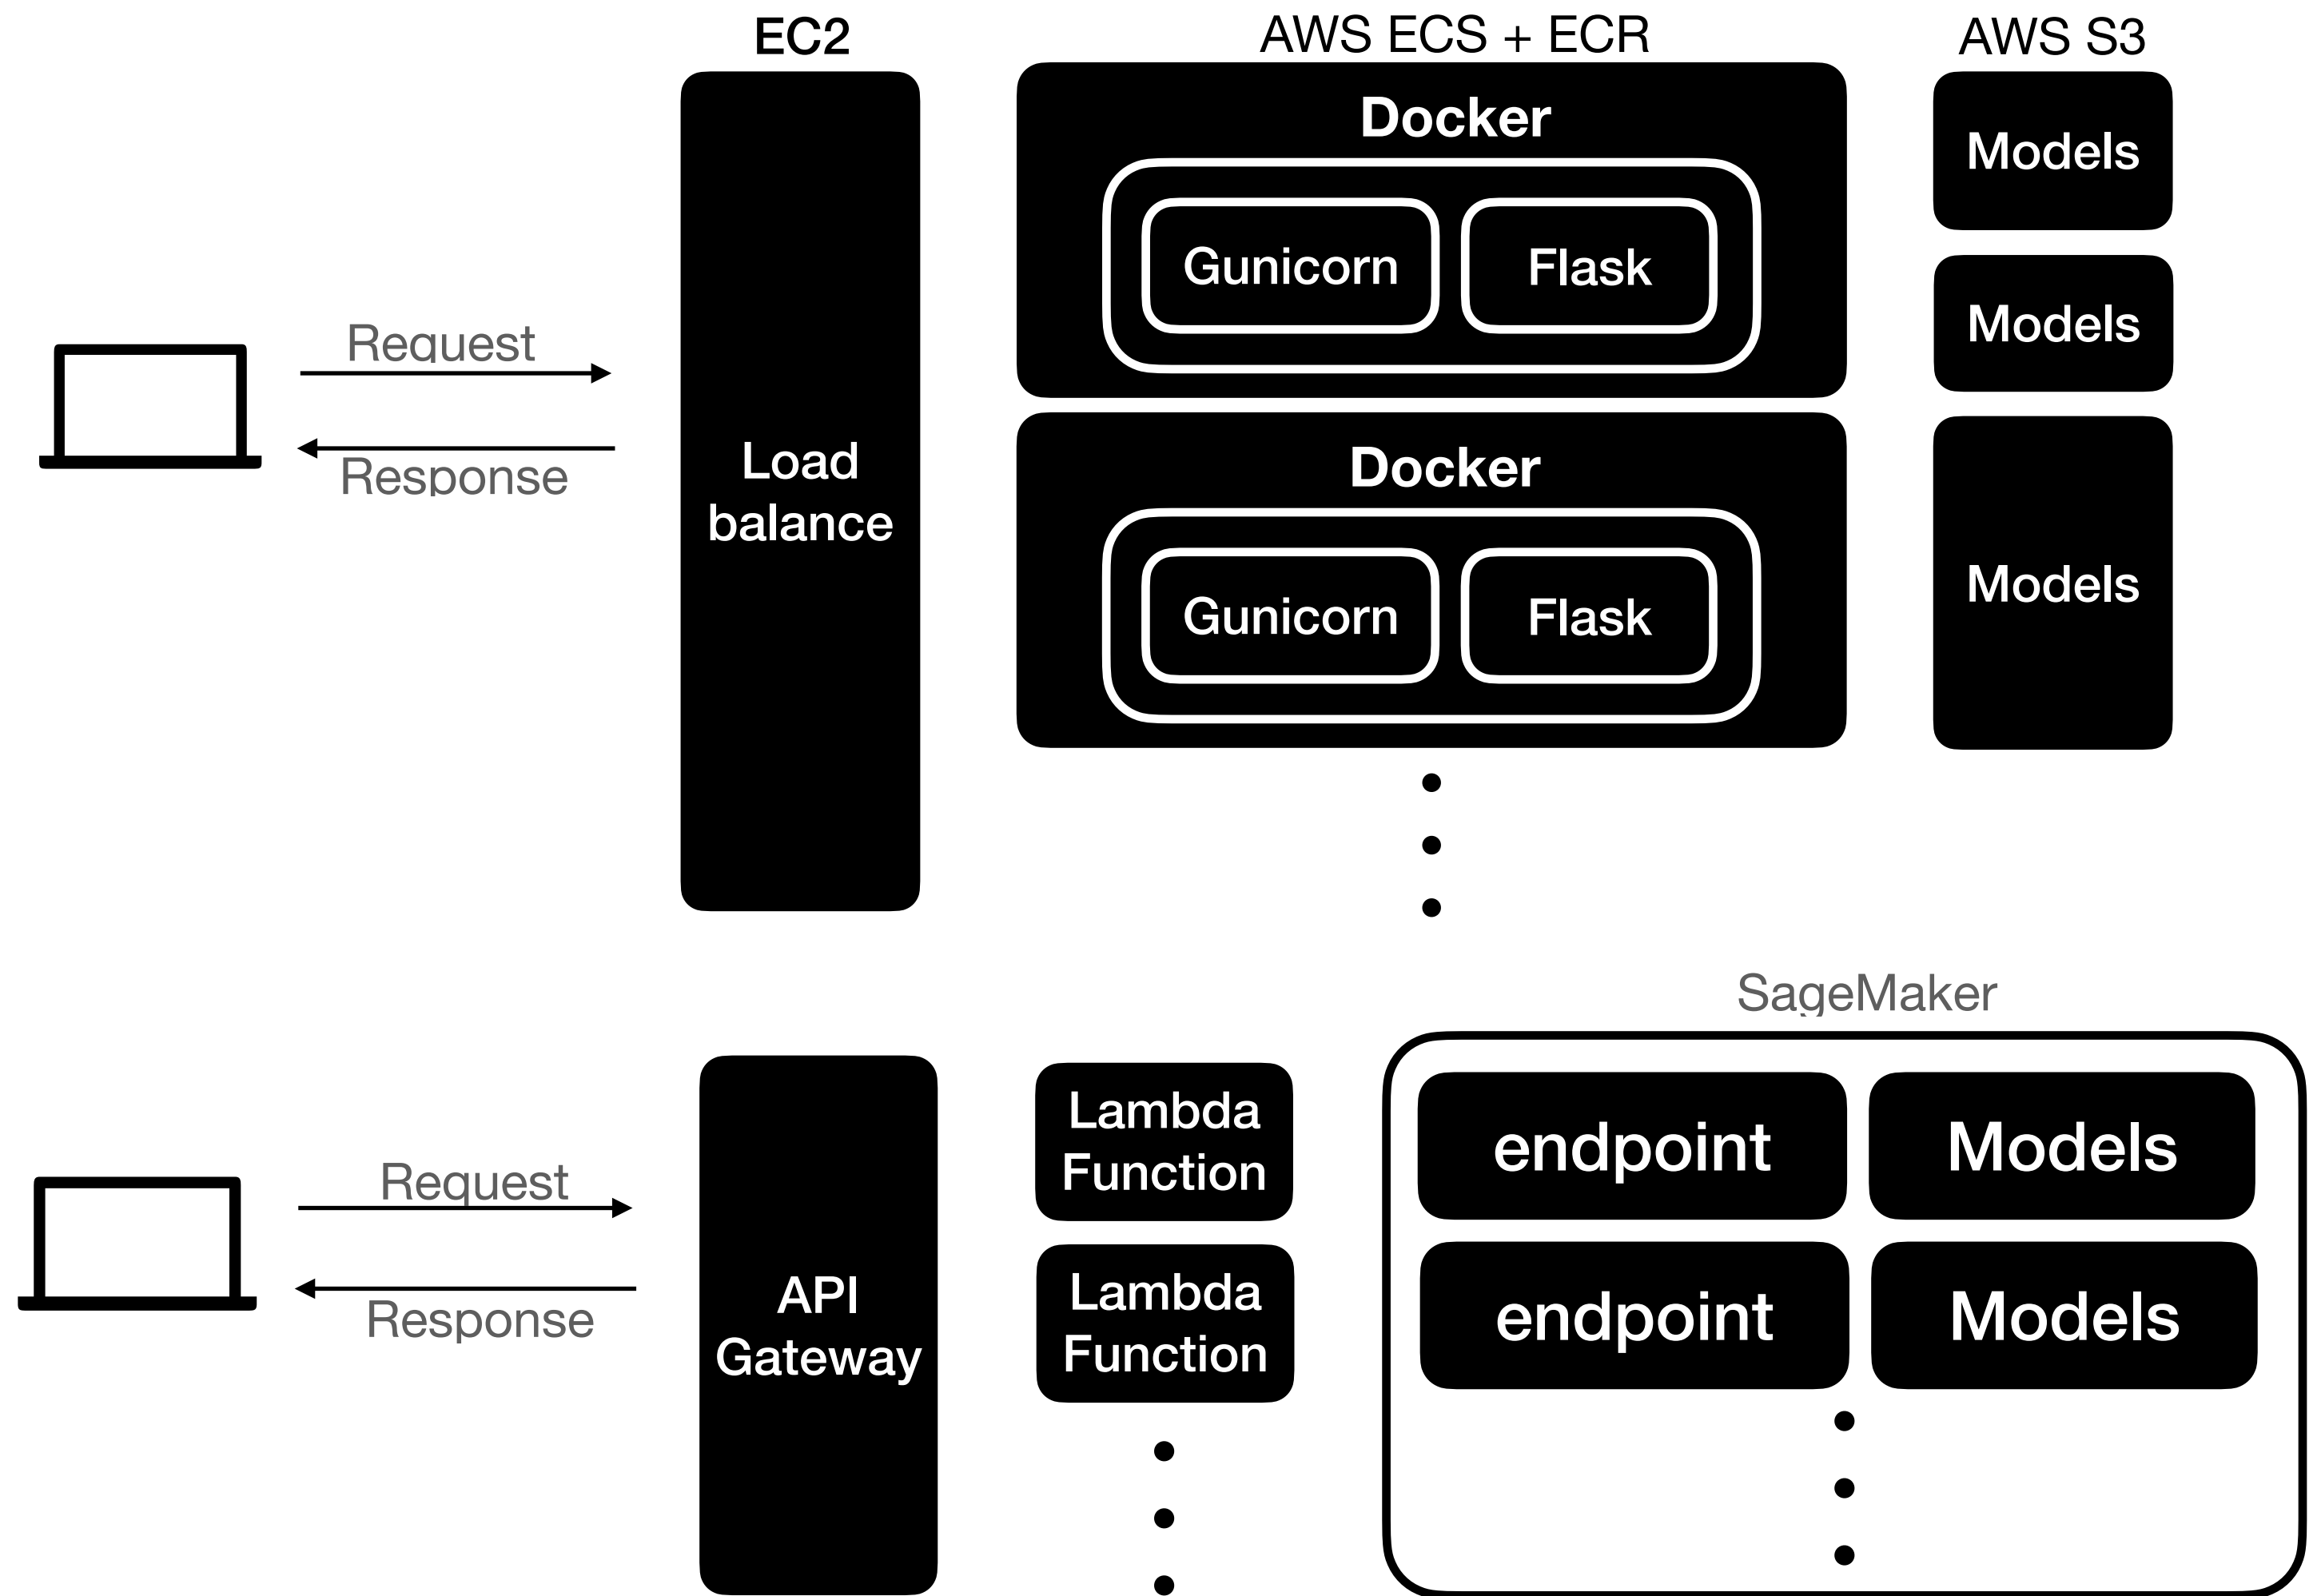 EC2
AWS ECS + ECR
AWS S3
Request
Response
Load
balance
Docker
Gunicorn
Flask
Docker
Gunicorn
Flask
Models
Models
Models
SageMaker
Request
Response
API
Gateway
Lambda
Function
Lambda
Function
endpoint
Models
endpoint
Models